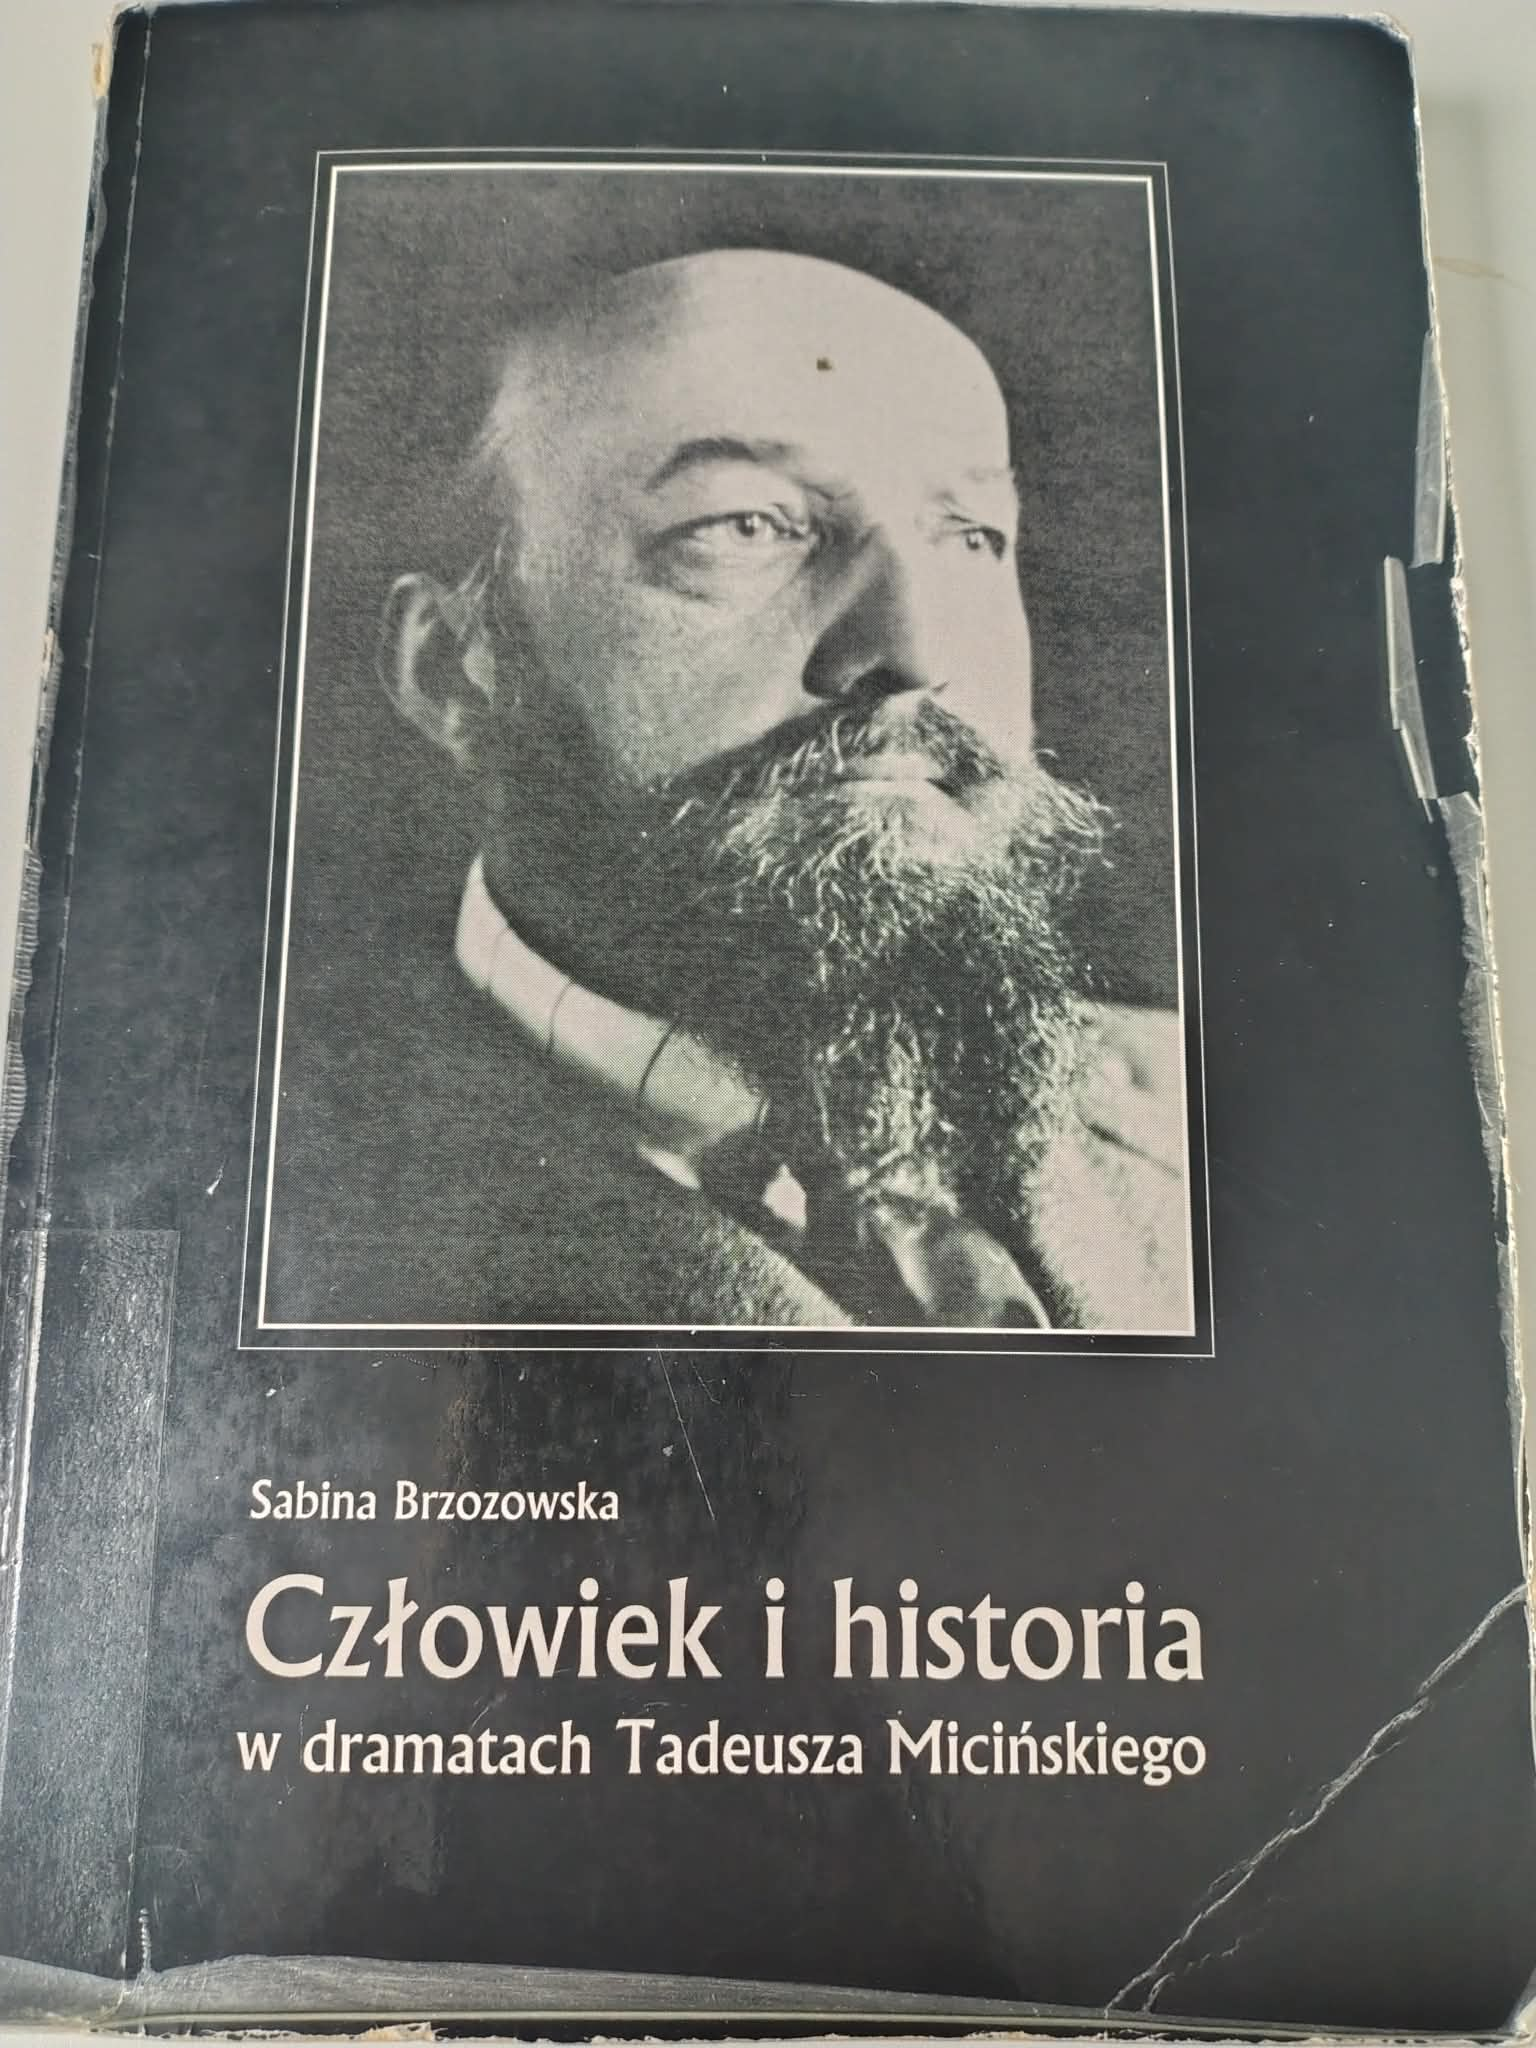 Sabina Brzozowska
Człowiek i historia
w dramatach Tadeusza Micińskiego